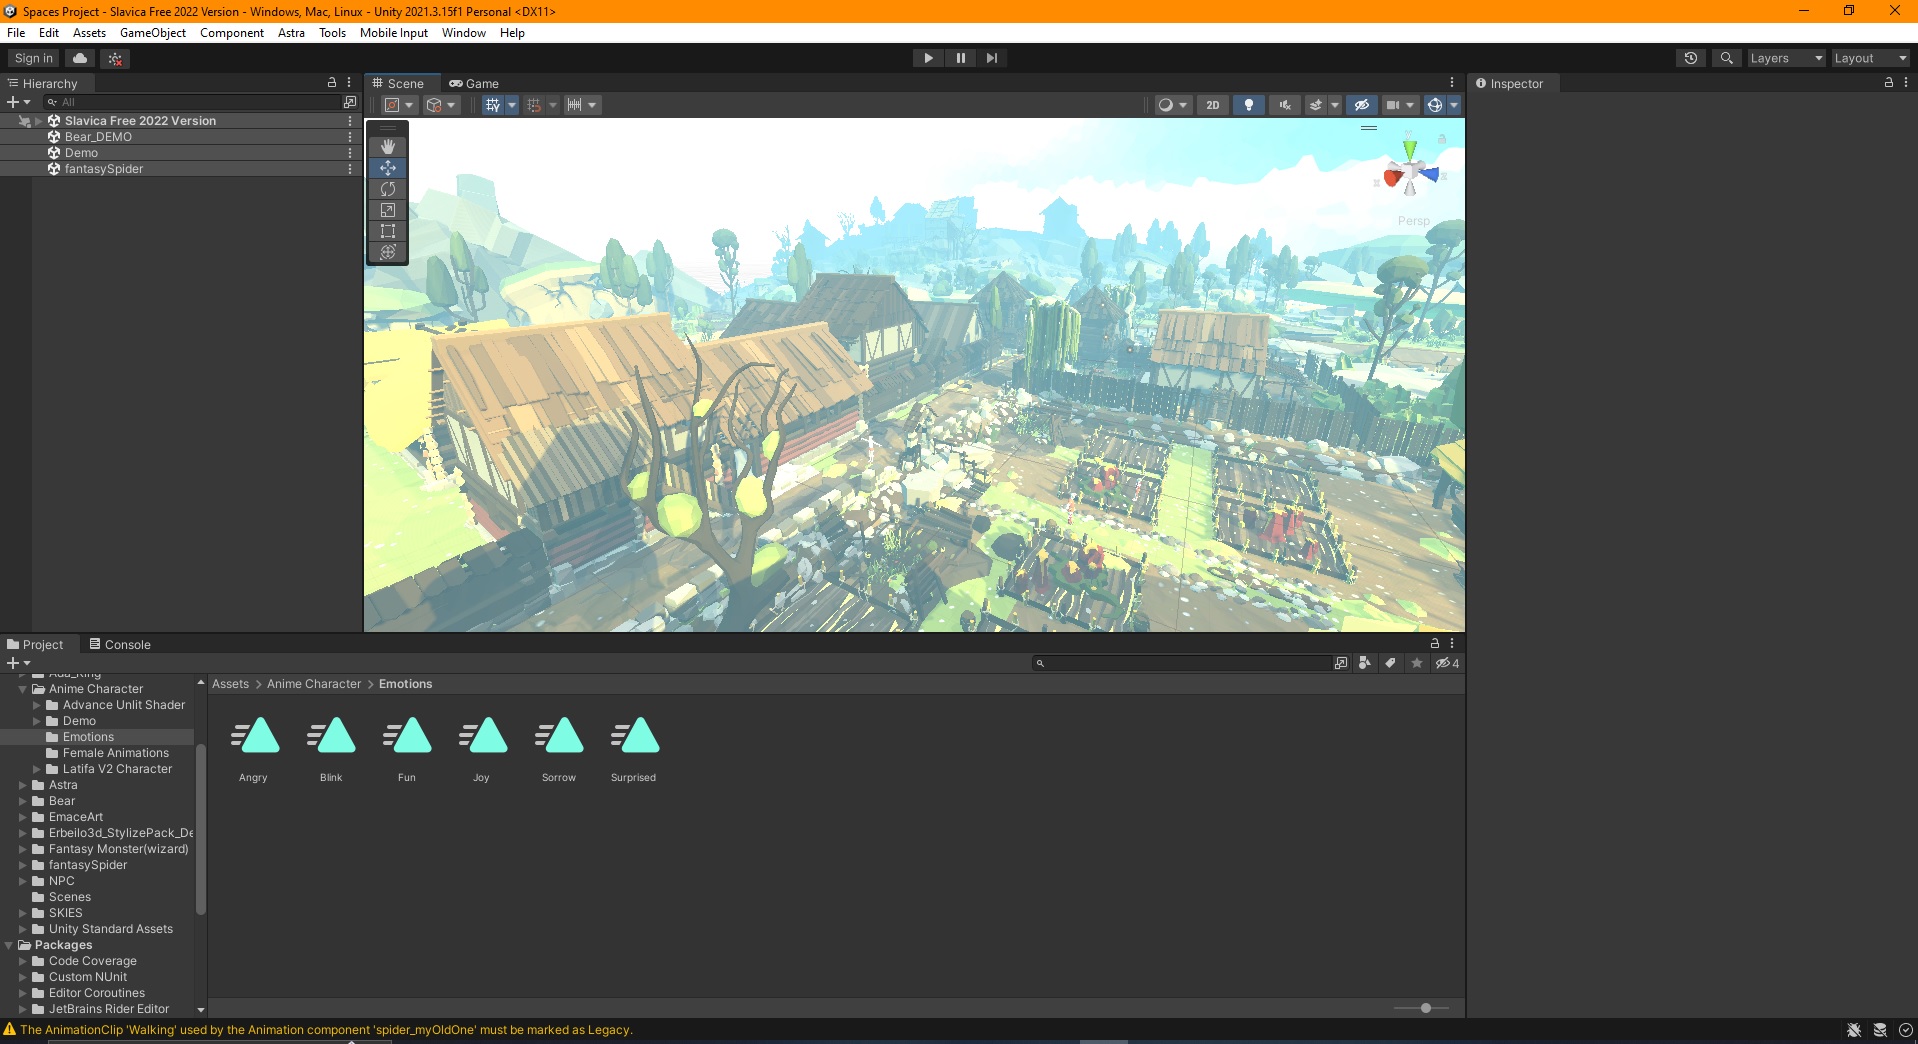 Spaces Project - Slavica Free 2022 Version - Windows, Mac, Linux - Unity 2021.3.15f1 Personal <DX11>
File Edit Assets GameObject Component Astra Tools Mobile Input Window Help
Sign in
Layers
Layout
Hierarchy
All
Slavica Free 2022 Version
Bear_DEMO
Demo
fantasySpider
Scene
Game
2D
Y
X
Z
Persp
Inspector
Project
Console
4
Ada_King
Anime Character
Advance Unlit Shader
Demo
Emotions
Female Animations
Latifa V2 Character
Astra
Bear
EmaceArt
Erbeilo3d_StylizePack_De
Fantasy Monster(wizard)
fantasySpider
NPC
Scenes
SKIES
Unity Standard Assets
Packages
Code Coverage
Custom NUnit
Editor Coroutines
JetBrains Rider Editor
Assets > Anime Character > Emotions
Angry
Blink
Fun
Joy
Sorrow
Surprised
The AnimationClip 'Walking' used by the Animation component 'spider_myOldOne' must be marked as Legacy.